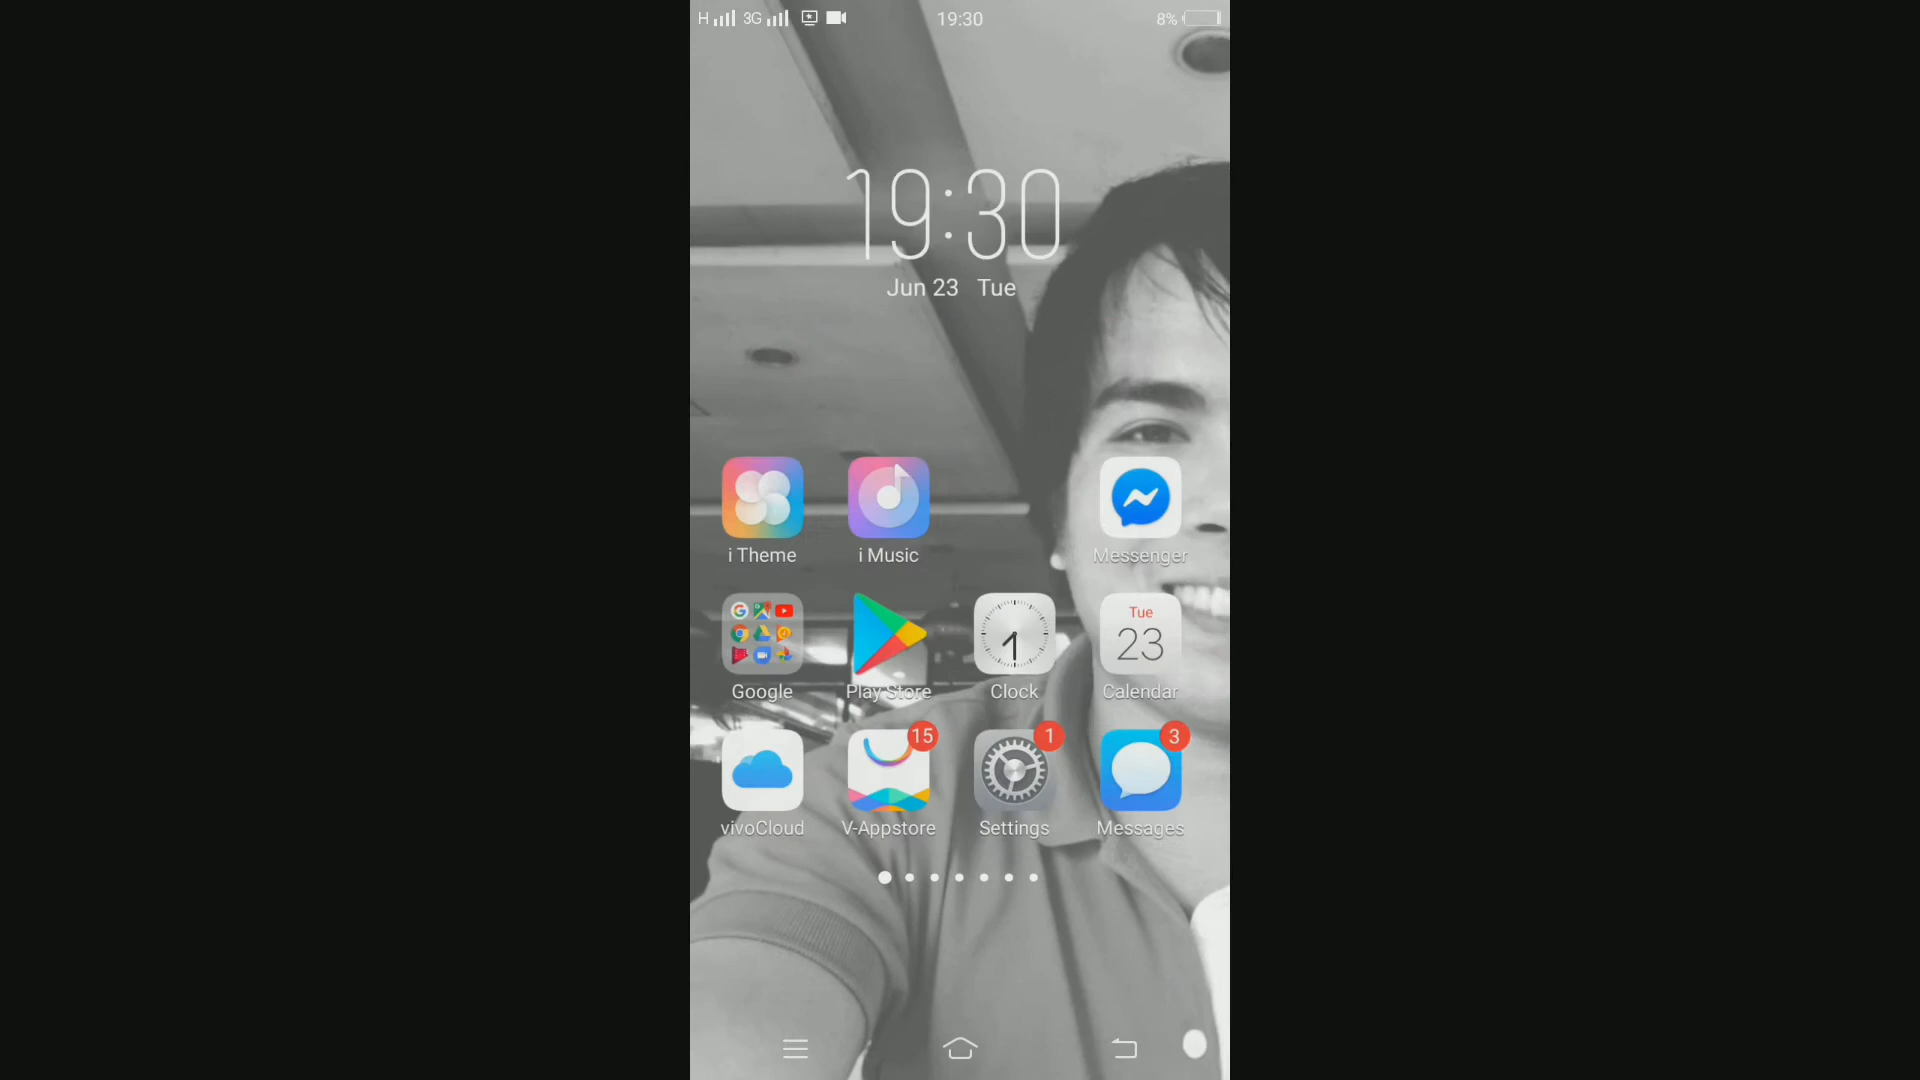 H 3G 19:30 8%
19:30
Jun 23 Tue
i Theme i Music Messenger
Tue
23
Google Play Store Clock Calendar
15 1 3
vivoCloud V-Appstore Settings Messages